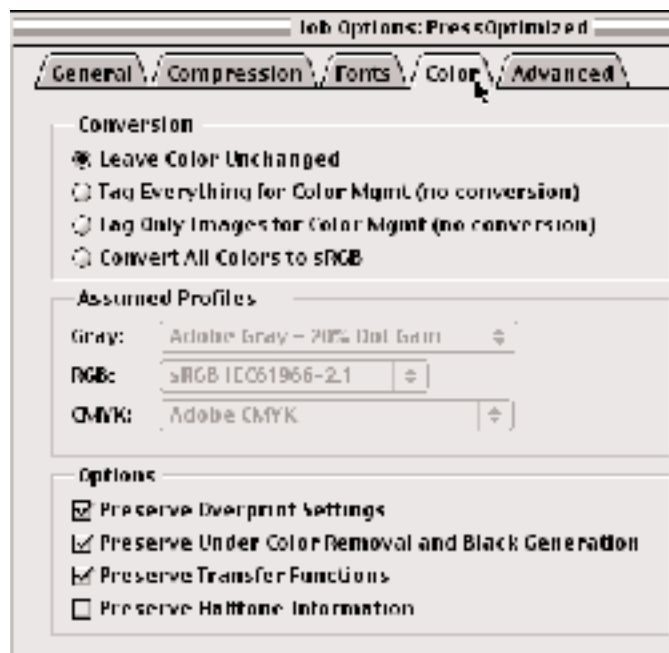 Job Options: PressOptimized
General Compression Fonts Color Advanced
Conversion
Leave Color Unchanged
Tag Everything for Color Mgmt (no conversion)
Tag Only Images for Color Mgmt (no conversion)
Convert All Colors to sRGB
Assumed Profiles
Gray: Adobe Gray - 20% Dot Gain
RGB: sRGB IEC61966-2.1
CMYK: Adobe CMYK
Options
Preserve Overprint Settings
Preserve Under Color Removal and Black Generation
Preserve Transfer Functions
Preserve Halftone Information